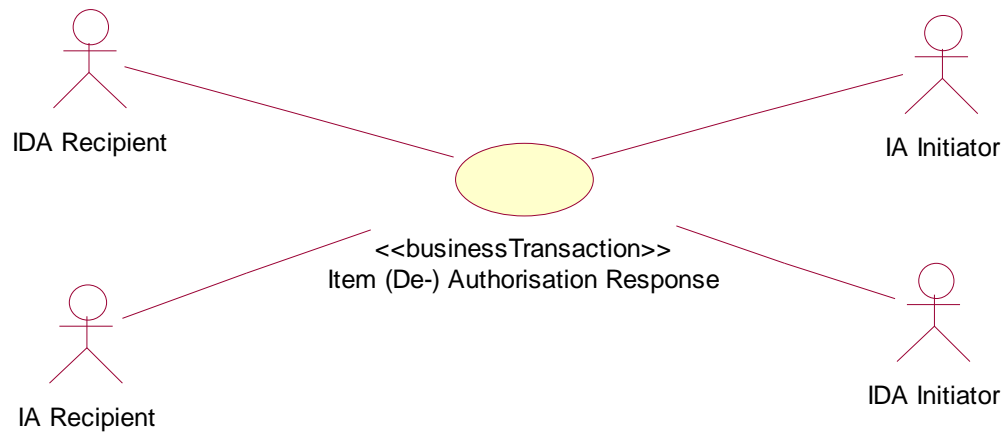 IDA Recipient
IA Initiator
<<businessTransaction>>
Item (De-) Authorisation Response
IA Recipient
IDA Initiator